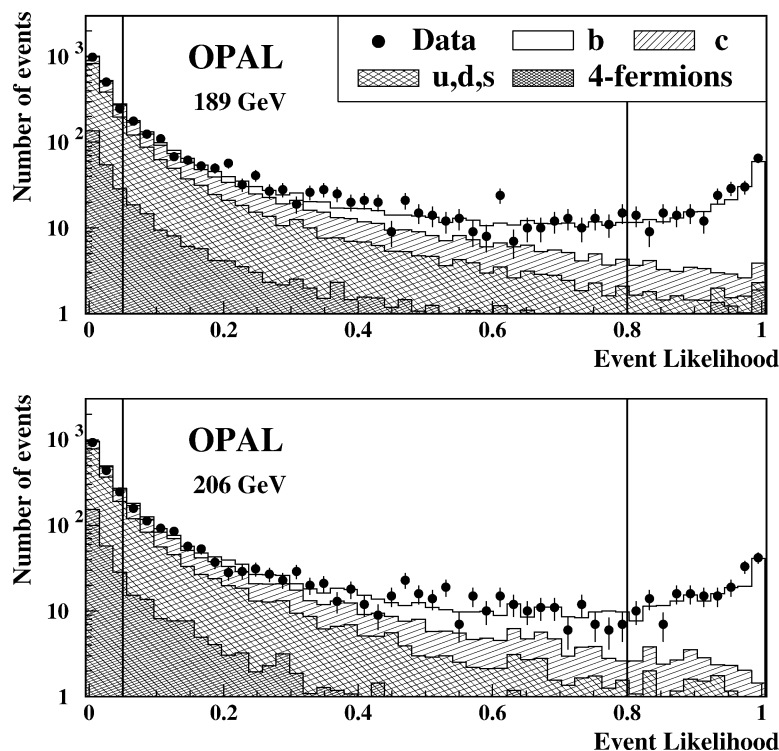 Number of events
10 3
10 2
10
1
OPAL
189 GeV
Data b c
u,d,s 4-fermions
0 0.2 0.4 0.6 0.8 1
Event Likelihood
Number of events
10 3
10 2
10
1
OPAL
206 GeV
0 0.2 0.4 0.6 0.8 1
Event Likelihood